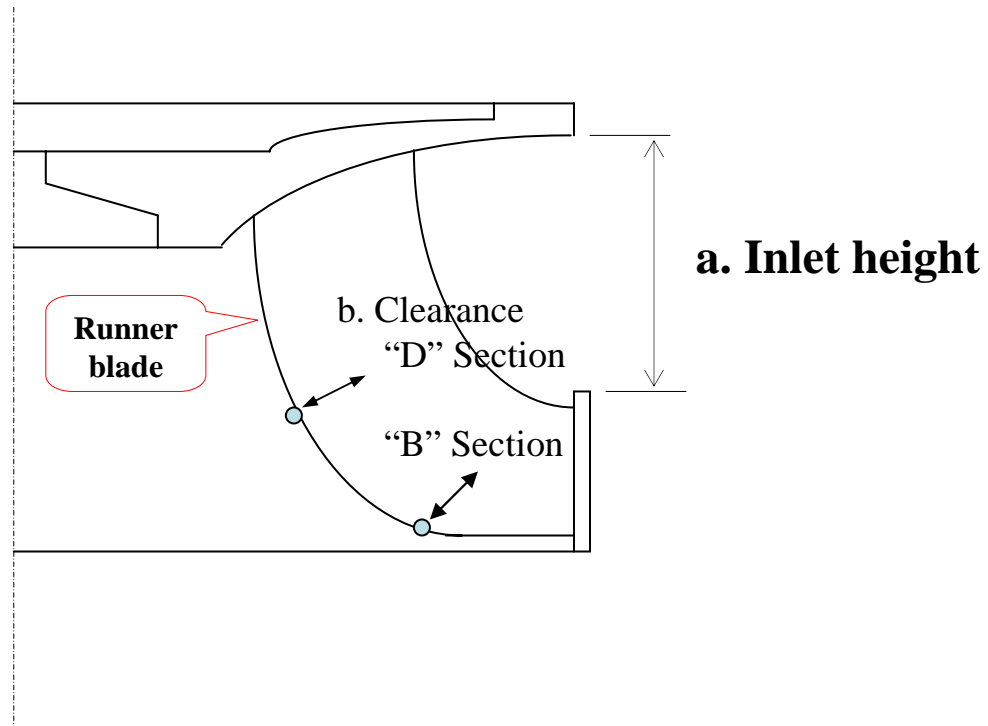 a. Inlet height
b. Clearance
“D” Section
Runner
blade
“B” Section